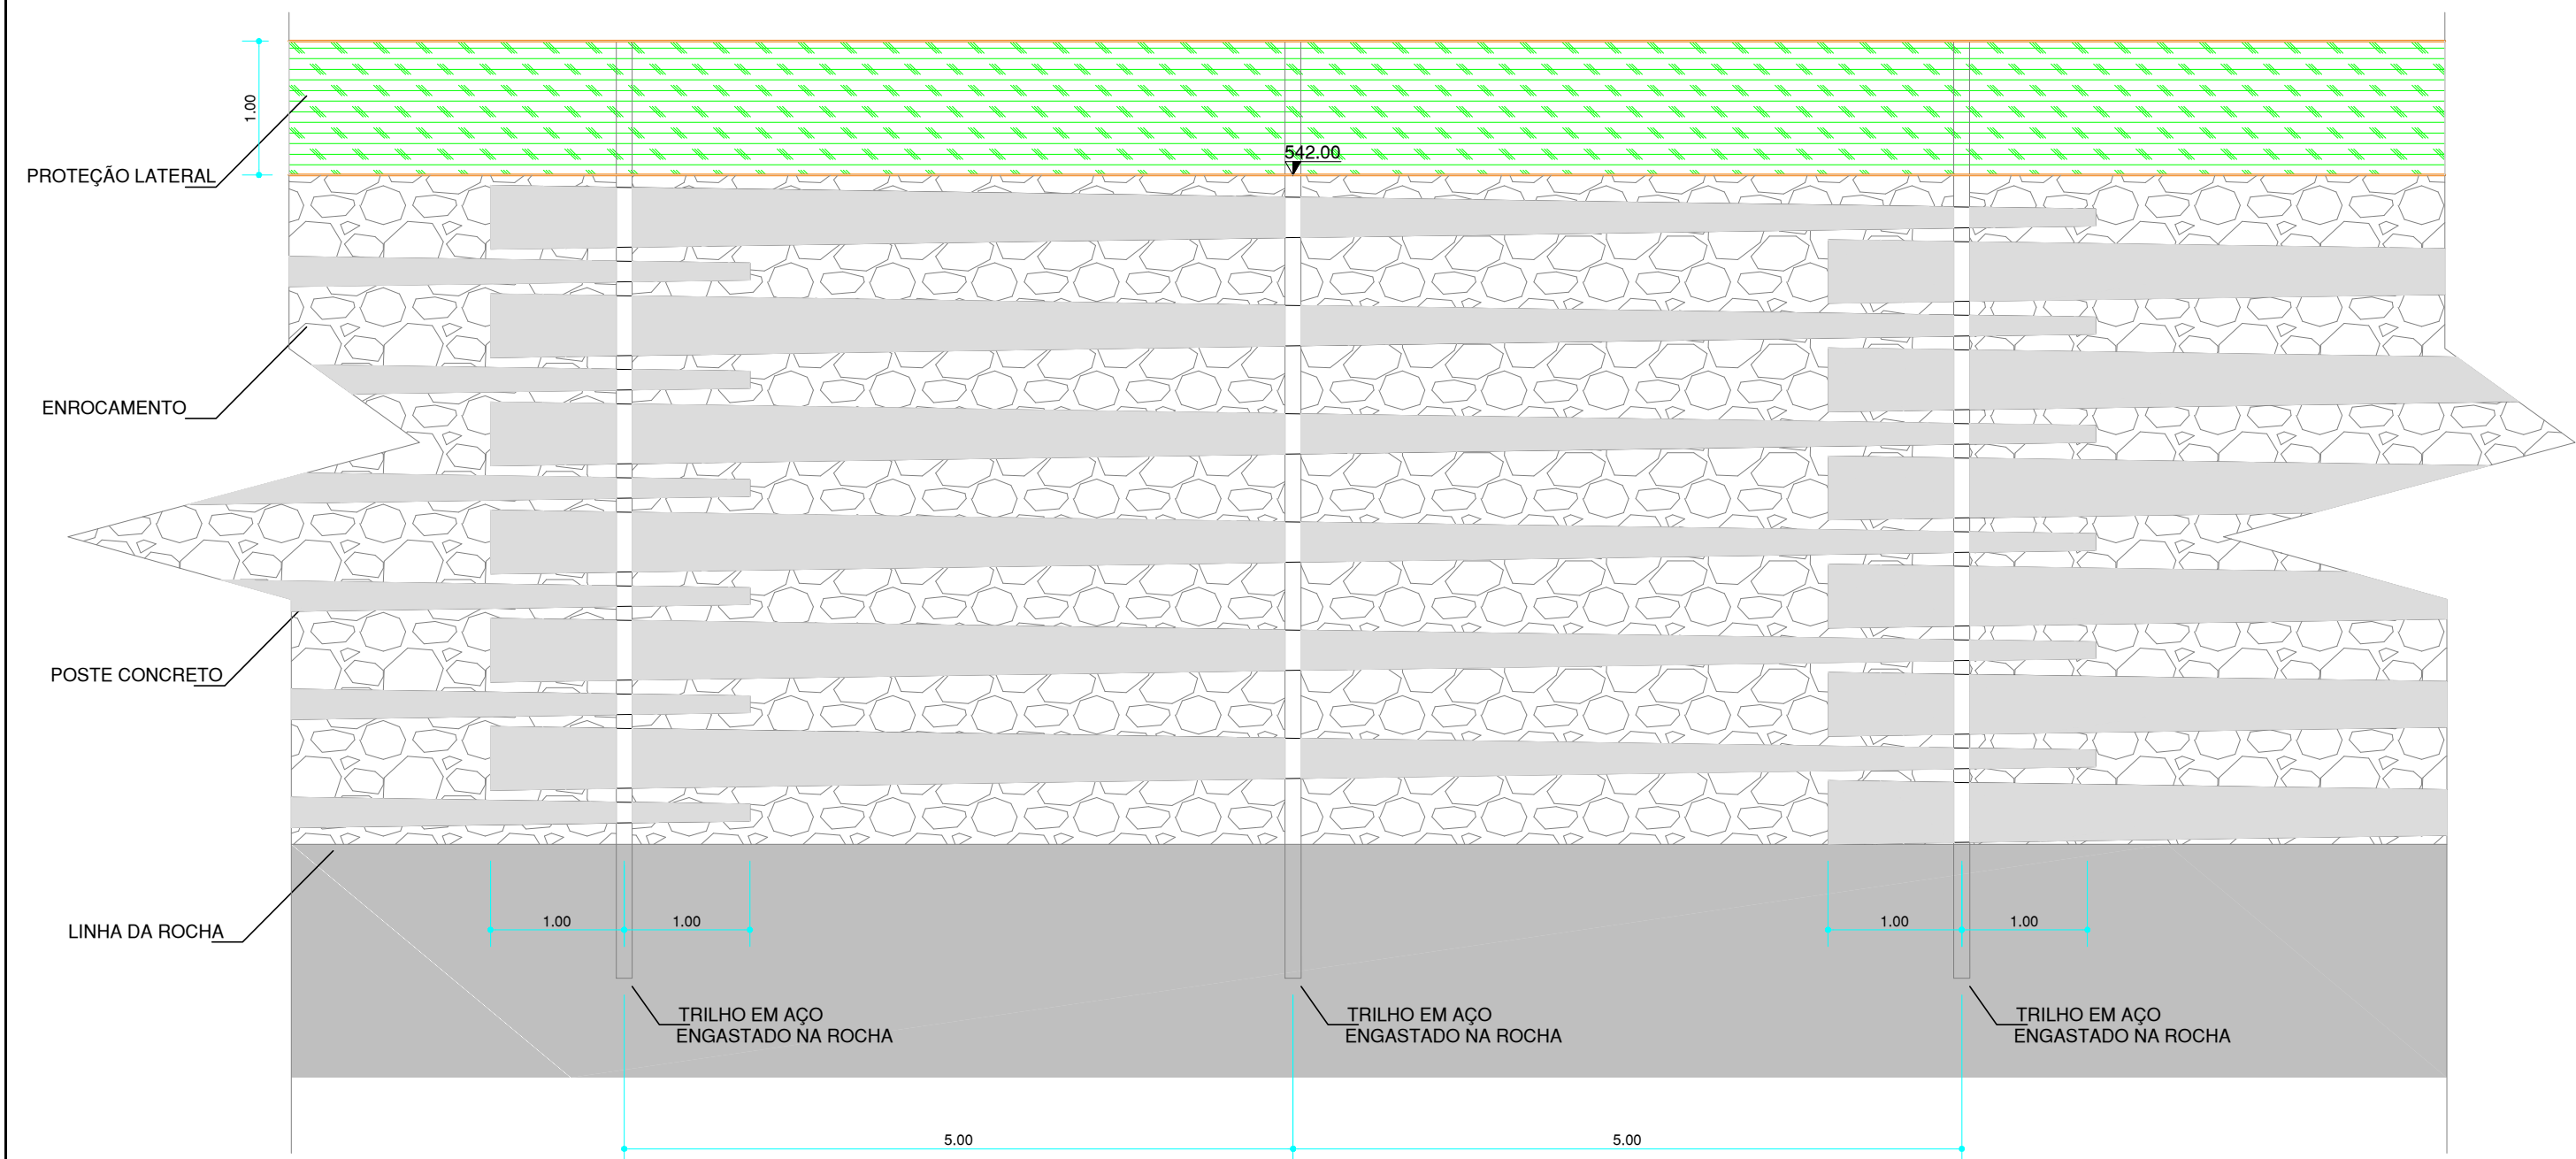 1.00
PROTEÇÃO LATERAL
542.00
ENROCAMENTO
POSTE CONCRETO
LINHA DA ROCHA
1.00
1.00
1.00
1.00
TRILHO EM AÇO
ENGASTADO NA ROCHA
TRILHO EM AÇO
ENGASTADO NA ROCHA
TRILHO EM AÇO
ENGASTADO NA ROCHA
5.00
5.00